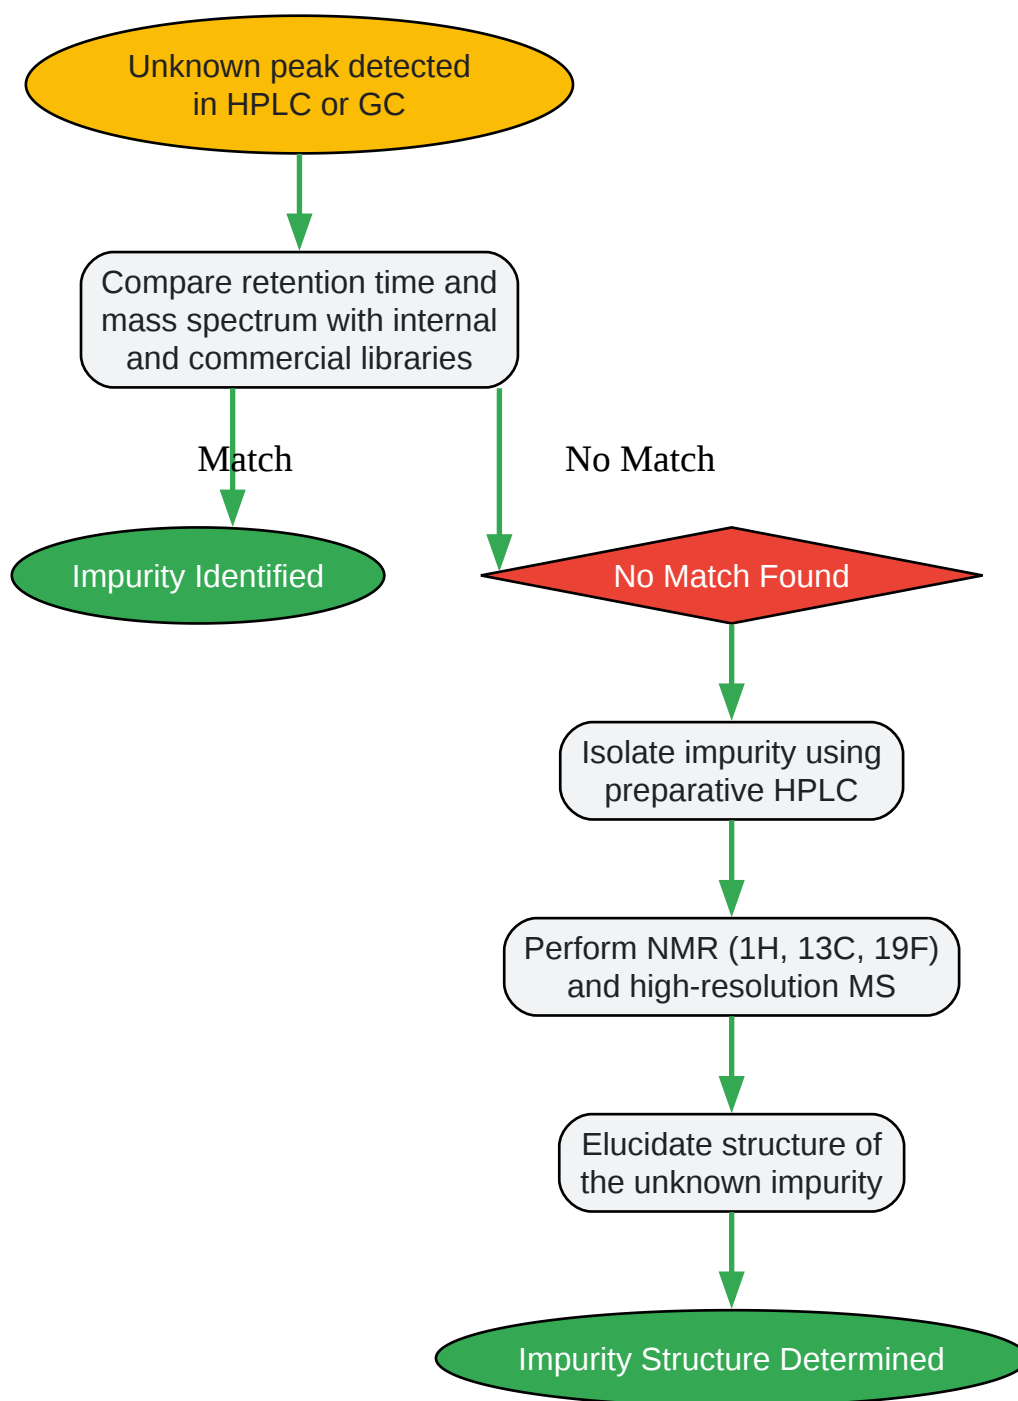 Unknown peak detected
in HPLC or GC
Compare retention time and
mass spectrum with internal
and commercial libraries
Match
No Match
Impurity Identified
No Match Found
Isolate impurity using
preparative HPLC
Perform NMR (1H, 13C, 19F)
and high-resolution MS
Elucidate structure of
the unknown impurity
Impurity Structure Determined